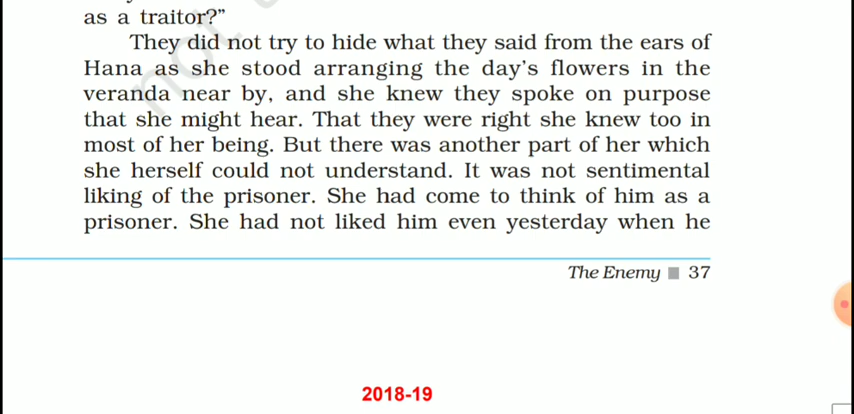 as a traitor?”
They did not try to hide what they said from the ears of
Hana as she stood arranging the day’s flowers in the
veranda near by, and she knew they spoke on purpose
that she might hear. That they were right she knew too in
most of her being. But there was another part of her which
she herself could not understand. It was not sentimental
liking of the prisoner. She had come to think of him as a
prisoner. She had not liked him even yesterday when he
The Enemy ■ 37
2018-19